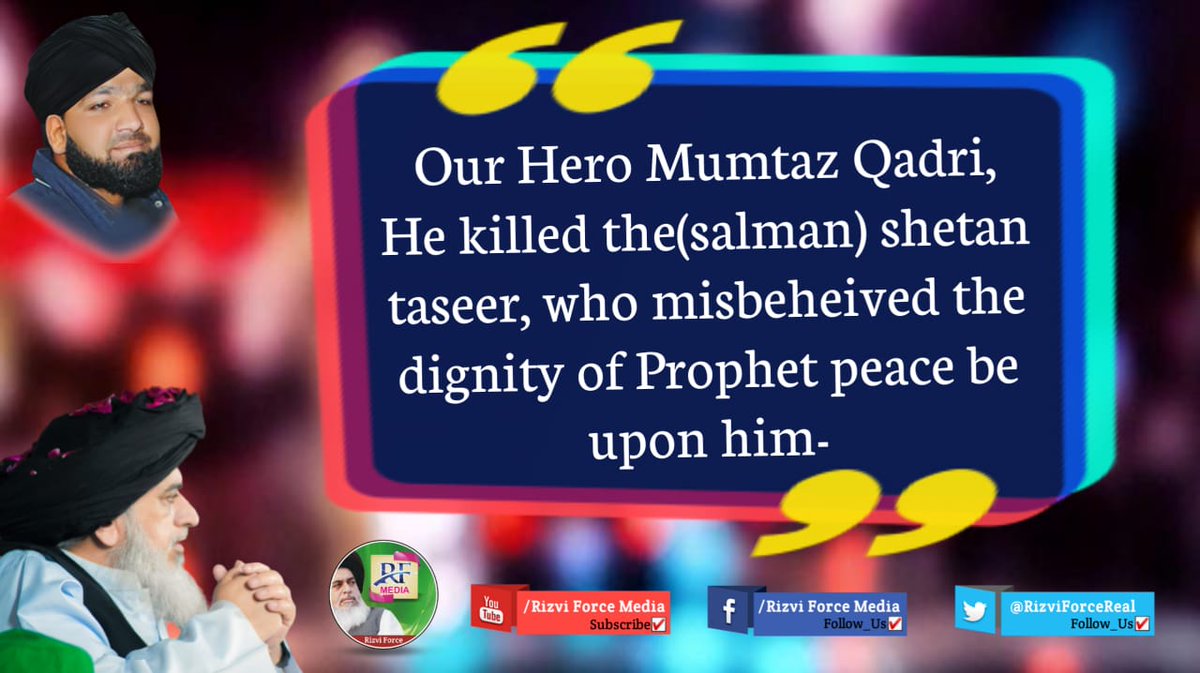 Our Hero Mumtaz Qadri,
He killed the(salman) shetan
taseer, who misbeheived the
dignity of Prophet peace be
upon him-
RF
MEDIA
Rizvi Force
You
Tube
/Rizvi Force Media
Subscribe
f
/Rizvi Force Media
Follow_Us
@RizviForceReal
Follow_Us